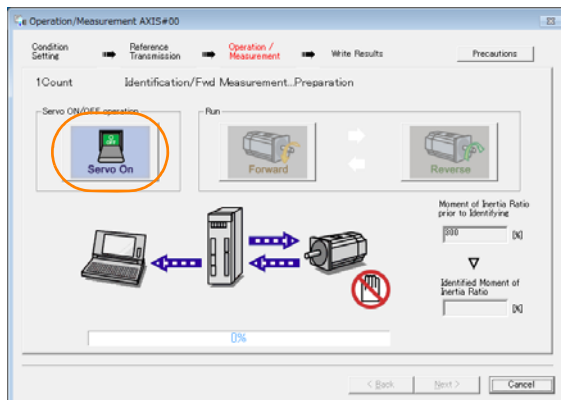 Operation/Measurement AXIS#00
Condition Setting
Reference Transmission
Operation / Measurement
Write Results
Precautions
1Count Identification/Fwd Measurement...Preparation
Servo ON/OFF operation
Run
Servo On
Forward
Reverse
Moment of Inertia Ratio
prior to Identifying
300 [%]
Identified Moment of
Inertia Ratio
[%]
0%
< Back
Next >
Cancel